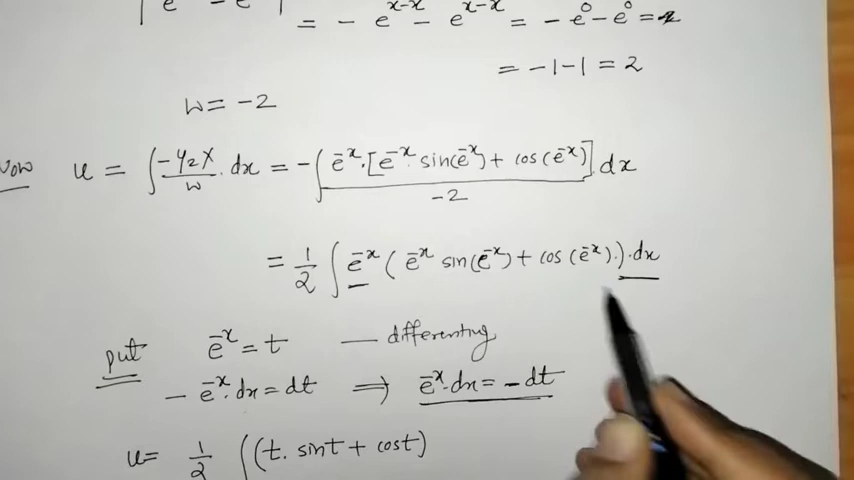 = - e^{x-x} - e^{x-x} = - e^0 - e^0 =
= -1-1 = 2
W = -2
Now u = ∫ -y₂X / W . dx = - ∫ e^{-x}.[e^{-x}. sin(e^{-x}) + cos(e^{-x})] / -2 dx
= 1/2 ∫ e^{-x} ( e^{-x} sin(e^{-x}) + cos(e^{-x}).).dx
put e^{-x} = t — differenting
- e^{-x}.dx = dt ⟹ e^{-x}.dx = -dt
u= 1/2 ∫(t. sint + cost)